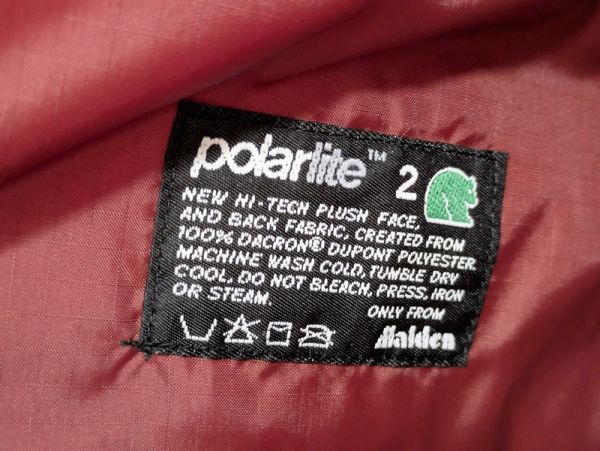 polarlite™ 2
NEW HI-TECH PLUSH FACE,
AND BACK FABRIC, CREATED FROM
100% DACRON® DUPONT POLYESTER.
MACHINE WASH COLD, TUMBLE DRY
COOL, DO NOT BLEACH, PRESS, IRON
OR STEAM.
ONLY FROM
Malden